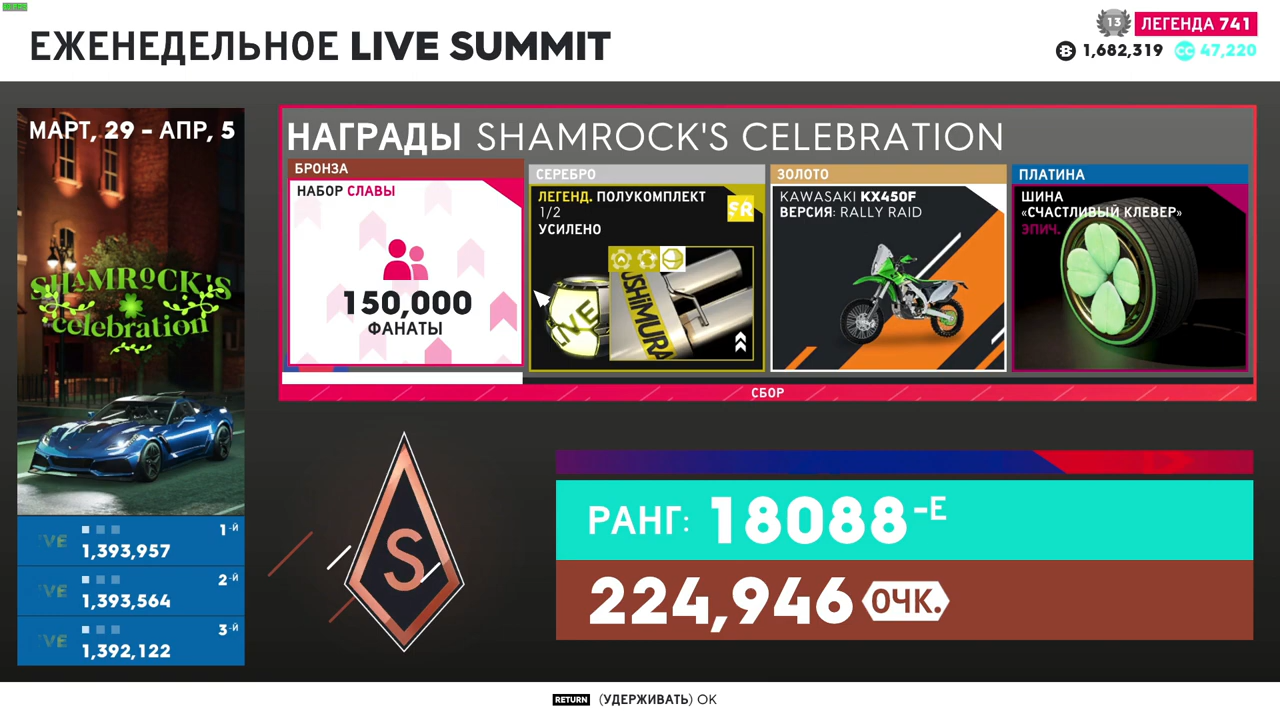 ЕЖЕНЕДЕЛЬНОЕ LIVE SUMMIT
13 ЛЕГЕНДА 741
1,682,319 CC 47,220
МАРТ, 29 - АПР, 5
SHAMROCK'S
celebration
1-Й
1,393,957
2-Й
1,393,564
3-Й
1,392,122
НАГРАДЫ SHAMROCK'S CELEBRATION
БРОНЗА
НАБОР СЛАВЫ
150,000
ФАНАТЫ
СЕРЕБРО
ЛЕГЕНД. ПОЛУКОМПЛЕКТ
1/2
УСИЛЕНО
SR
LIVE
USHIMURA
ЗОЛОТО
KAWASAKI KX450F
ВЕРСИЯ: RALLY RAID
ПЛАТИНА
ШИНА
«СЧАСТЛИВЫЙ КЛЕВЕР»
ЭПИЧ.
СБОР
S
РАНГ: 18088-Е
224,946 ОЧК.
RETURN (УДЕРЖИВАТЬ) OK